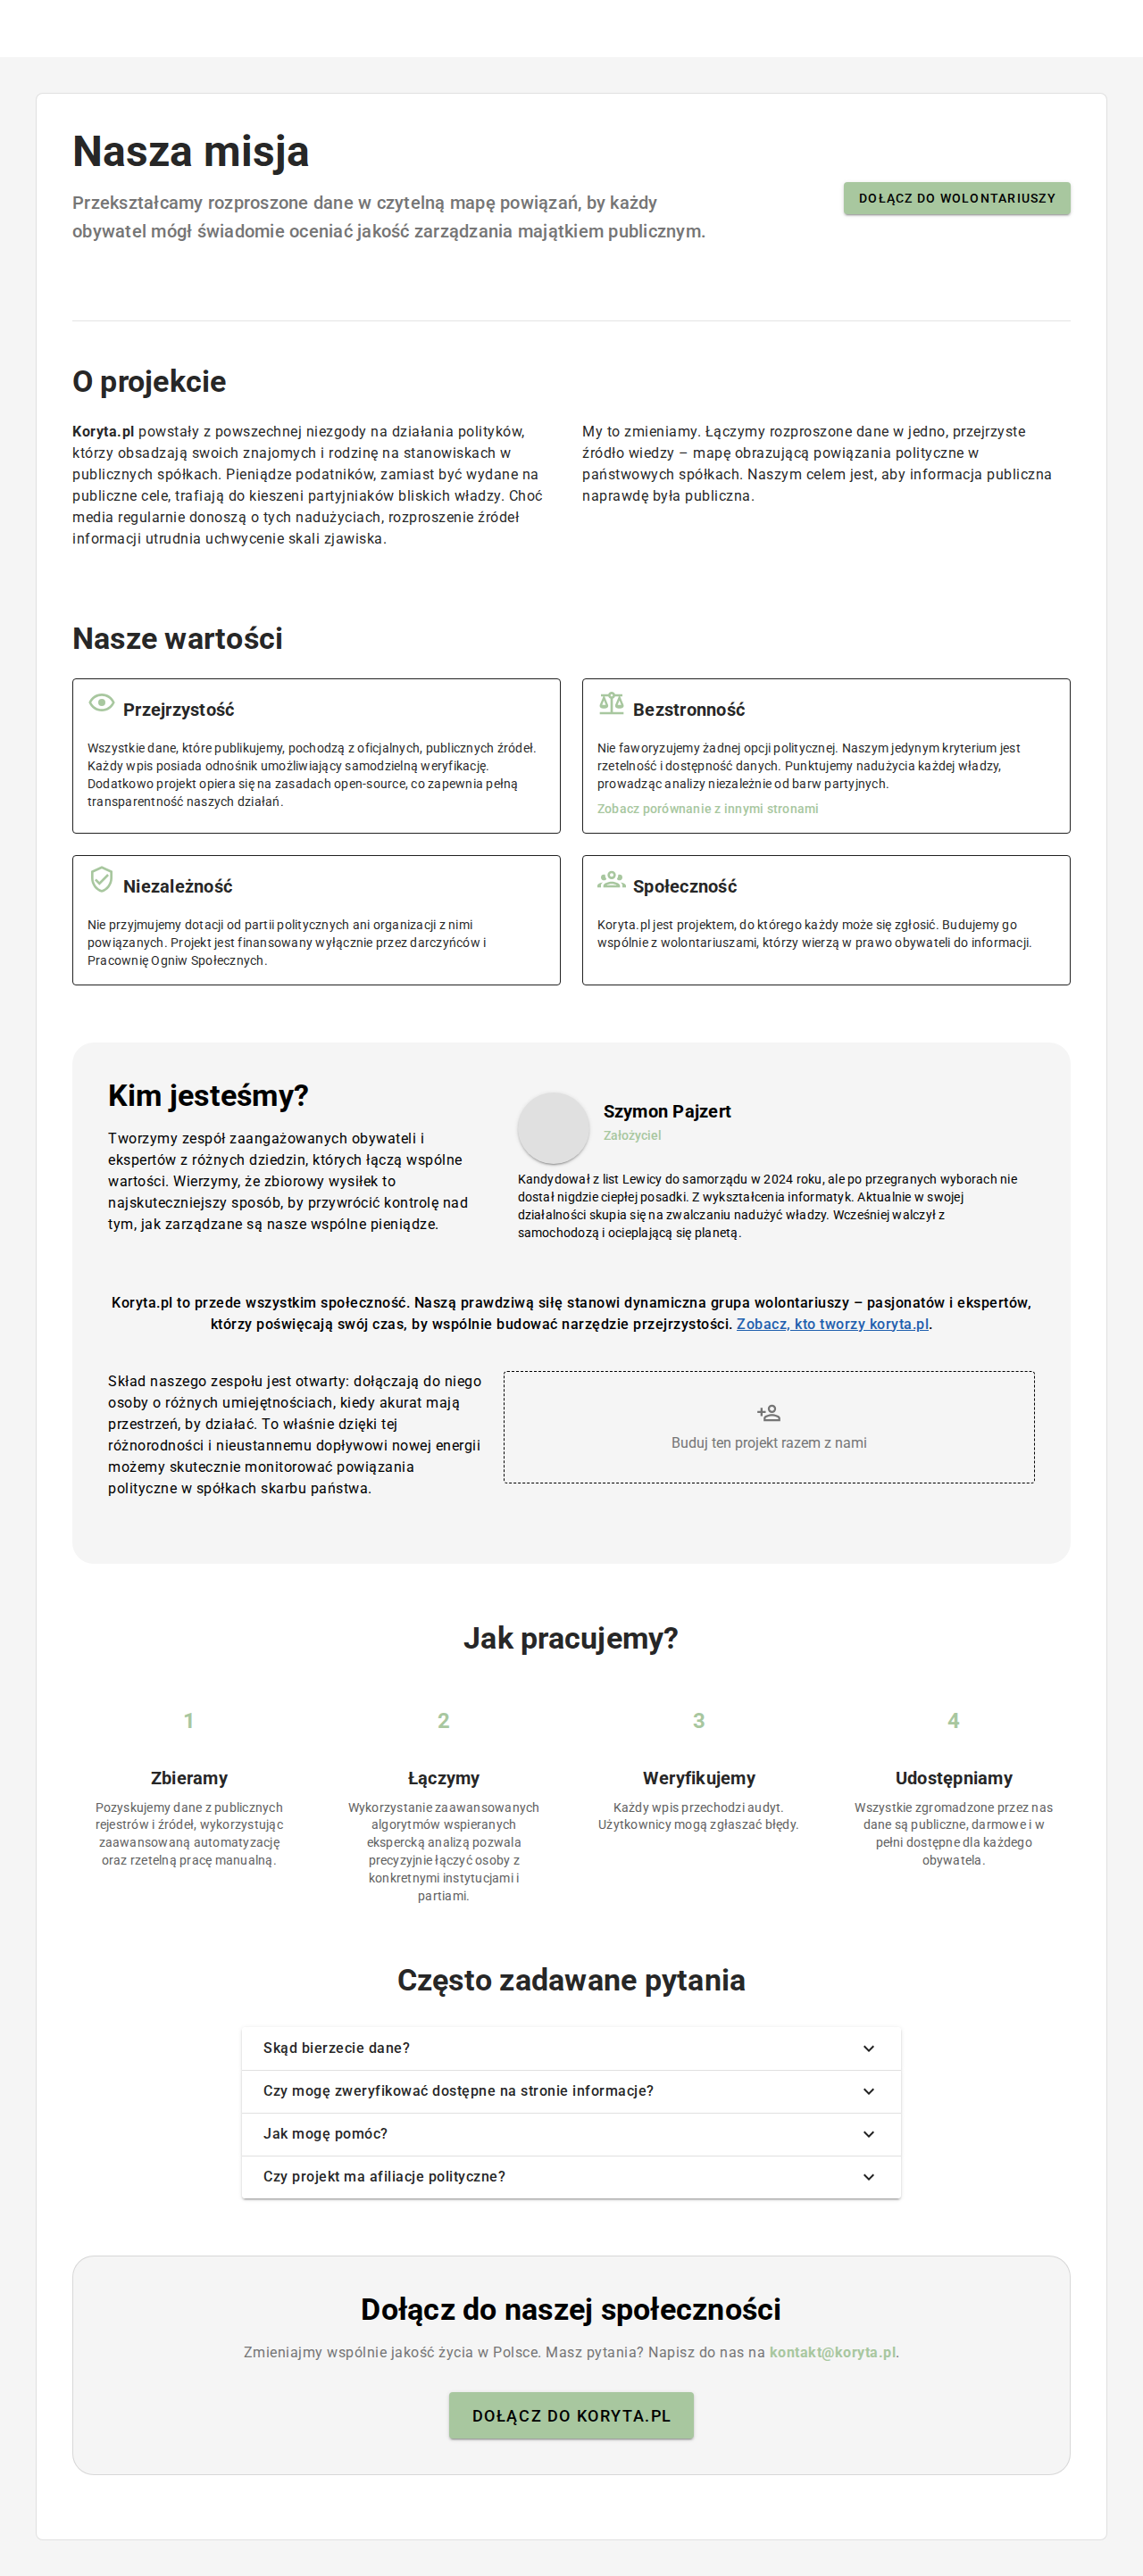 Nasza misja
Przekształcamy rozproszone dane w czytelną mapę powiązań, by każdy
obywatel mógł świadomie oceniać jakość zarządzania majątkiem publicznym.
DOŁĄCZ DO WOLONTARIUSZY
O projekcie
Koryta.pl powstały z powszechnej niezgody na działania polityków,
którzy obsadzają swoich znajomych i rodzinę na stanowiskach w
publicznych spółkach. Pieniądze podatników, zamiast być wydane na
publiczne cele, trafiają do kieszeni partyjniaków bliskich władzy. Choć
media regularnie donoszą o tych nadużyciach, rozproszenie źródeł
informacji utrudnia uchwycenie skali zjawiska.
My to zmieniamy. Łączymy rozproszone dane w jedno, przejrzyste
źródło wiedzy – mapę obrazującą powiązania polityczne w
państwowych spółkach. Naszym celem jest, aby informacja publiczna
naprawdę była publiczna.
Nasze wartości
Przejrzystość
Wszystkie dane, które publikujemy, pochodzą z oficjalnych, publicznych źródeł.
Każdy wpis posiada odnośnik umożliwiający samodzielną weryfikację.
Dodatkowo projekt opiera się na zasadach open-source, co zapewnia pełną
transparentność naszych działań.
Bezstronność
Nie faworyzujemy żadnej opcji politycznej. Naszym jedynym kryterium jest
rzetelność i dostępność danych. Punktujemy nadużycia każdej władzy,
prowadząc analizy niezależnie od barw partyjnych.
Zobacz porównanie z innymi stronami
Niezależność
Nie przyjmujemy dotacji od partii politycznych ani organizacji z nimi
powiązanych. Projekt jest finansowany wyłącznie przez darczyńców i
Pracownię Ogniw Społecznych.
Społeczność
Koryta.pl jest projektem, do którego każdy może się zgłosić. Budujemy go
wspólnie z wolontariuszami, którzy wierzą w prawo obywateli do informacji.
Kim jesteśmy?
Tworzymy zespół zaangażowanych obywateli i
ekspertów z różnych dziedzin, których łączą wspólne
wartości. Wierzymy, że zbiorowy wysiłek to
najskuteczniejszy sposób, by przywrócić kontrolę nad
tym, jak zarządzane są nasze wspólne pieniądze.
Szymon Pajzert
Założyciel
Kandydował z list Lewicy do samorządu w 2024 roku, ale po przegranych wyborach nie
dostał nigdzie ciepłej posadki. Z wykształcenia informatyk. Aktualnie w swojej
działalności skupia się na zwalczaniu nadużyć władzy. Wcześniej walczył z
samochodozą i ocieplającą się planetą.
Koryta.pl to przede wszystkim społeczność. Naszą prawdziwą siłę stanowi dynamiczna grupa wolontariuszy – pasjonatów i ekspertów,
którzy poświęcają swój czas, by wspólnie budować narzędzie przejrzystości. Zobacz, kto tworzy koryta.pl.
Skład naszego zespołu jest otwarty: dołączają do niego
osoby o różnych umiejętnościach, kiedy akurat mają
przestrzeń, by działać. To właśnie dzięki tej
różnorodności i nieustannemu dopływowi nowej energii
możemy skutecznie monitorować powiązania
polityczne w spółkach skarbu państwa.
Buduj ten projekt razem z nami
Jak pracujemy?
1
Zbieramy
Pozyskujemy dane z publicznych
rejestrów i źródeł, wykorzystując
zaawansowaną automatyzację
oraz rzetelną pracę manualną.
2
Łączymy
Wykorzystanie zaawansowanych
algorytmów wspieranych
ekspercką analizą pozwala
precyzyjnie łączyć osoby z
konkretnymi instytucjami i
partiami.
3
Weryfikujemy
Każdy wpis przechodzi audyt.
Użytkownicy mogą zgłaszać błędy.
4
Udostępniamy
Wszystkie zgromadzone przez nas
dane są publiczne, darmowe i w
pełni dostępne dla każdego
obywatela.
Często zadawane pytania
Skąd bierzecie dane?
Czy mogę zweryfikować dostępne na stronie informacje?
Jak mogę pomóc?
Czy projekt ma afiliacje polityczne?
Dołącz do naszej społeczności
Zmieniajmy wspólnie jakość życia w Polsce. Masz pytania? Napisz do nas na kontakt@koryta.pl.
DOŁĄCZ DO KORYTA.PL